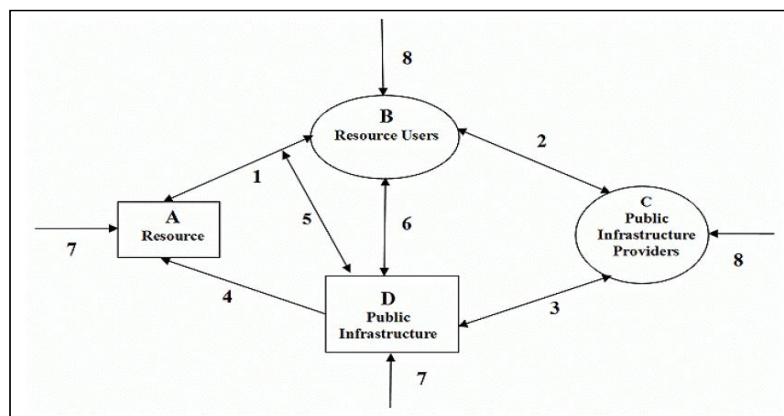 8
B
Resource Users
2
1
A
Resource
C
Public
Infrastructure
Providers
5
6
7
8
4
D
Public
Infrastructure
3
7